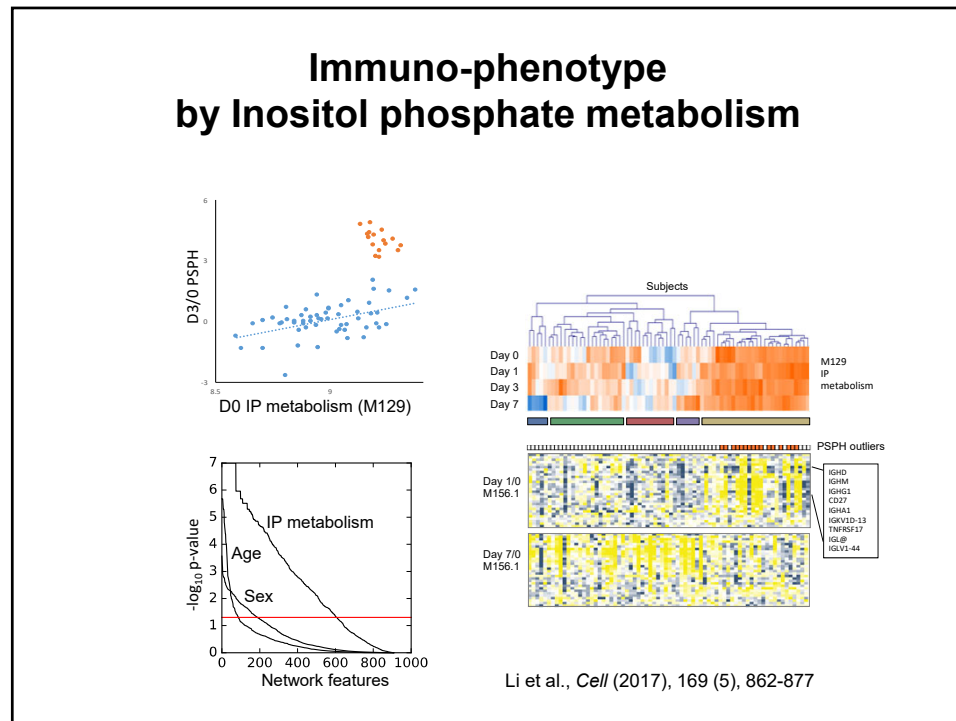 Immuno-phenotype
by Inositol phosphate metabolism
6
3
0
-3
D3/0 PSPH
8.5
9
D0 IP metabolism (M129)
Subjects
Day 0
Day 1
Day 3
Day 7
M129
IP
metabolism
PSPH outliers
Day 1/0
M156.1
IGHD
IGHM
IGHG1
CD27
IGHA1
IGKV1D-13
TNFRSF17
IGL@
IGLV1-44
Day 7/0
M156.1
7
6
5
4
3
2
1
0
-log10 p-value
IP metabolism
Age
Sex
0 200 400 600 800 1000
Network features
Li et al., Cell (2017), 169 (5), 862-877